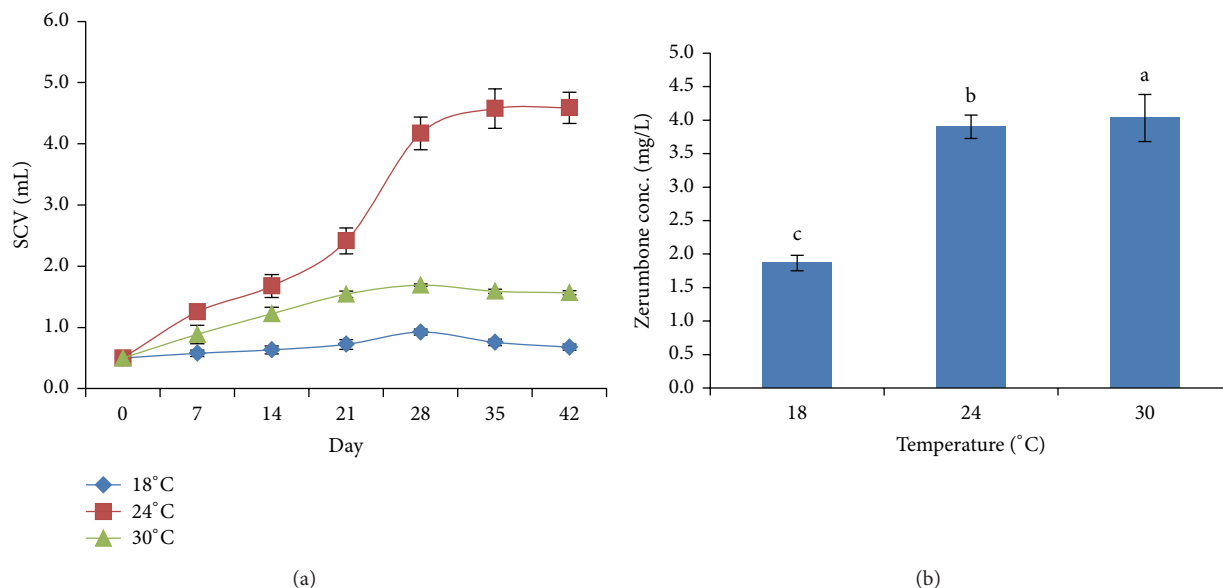 6.0
5.0
4.0
3.0
2.0
1.0
0.0
SCV (mL)
0 7 14 21 28 35 42
Day
18°C
24°C
30°C
(a)
5.0
4.5
4.0
3.5
3.0
2.5
2.0
1.5
1.0
0.5
0.0
Zerumbone conc. (mg/L)
c
b
a
18 24 30
Temperature (°C)
(b)